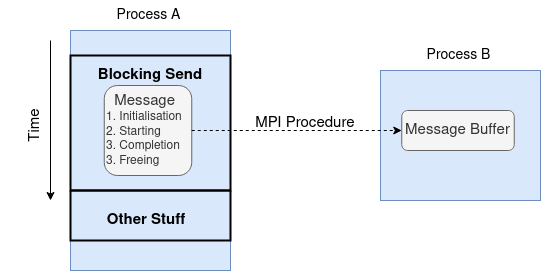 Process A
Process B
Blocking Send
Message
1. Initialisation
2. Starting
3. Completion
3. Freeing
Time
MPI Procedure
Message Buffer
Other Stuff